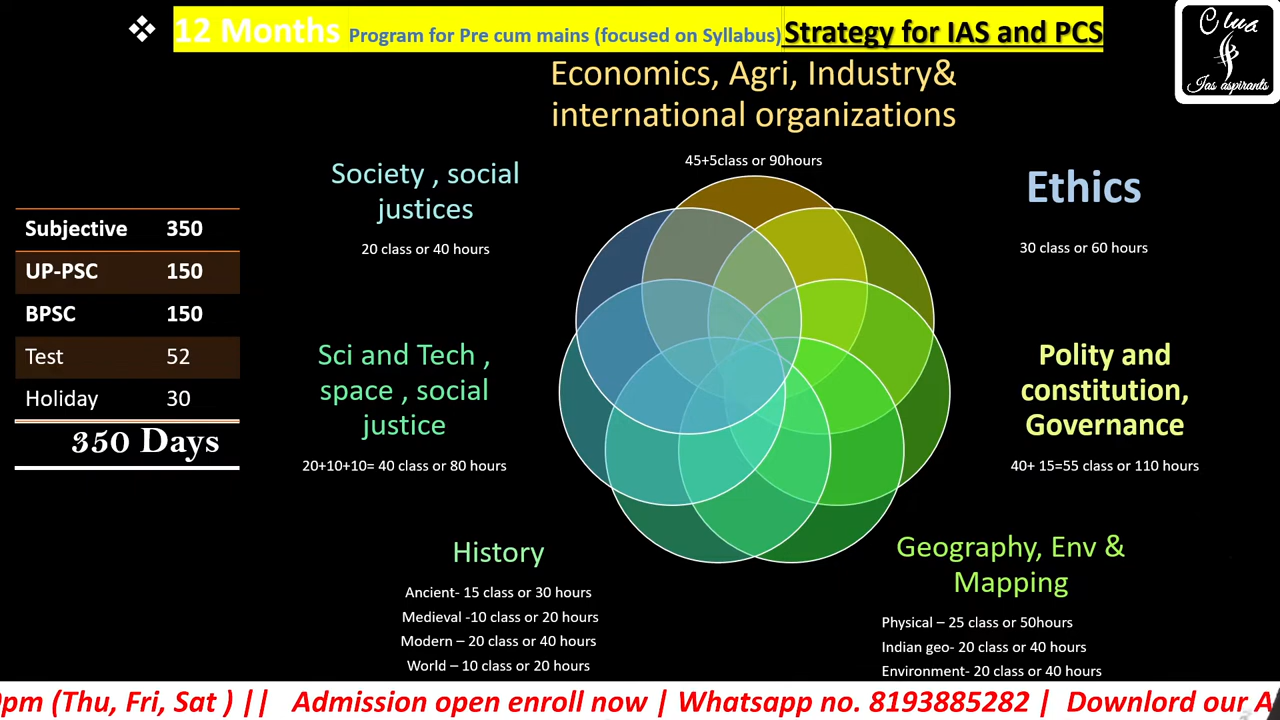 ❖ 12 Months Program for Pre cum mains (focused on Syllabus) Strategy for IAS and PCS
Clua
Ias aspirants
Economics, Agri, Industry&
international organizations
45+5class or 90hours
Society , social
justices
20 class or 40 hours
Ethics
30 class or 60 hours
Subjective 350
UP-PSC 150
BPSC 150
Test 52
Holiday 30
350 Days
Sci and Tech ,
space , social
justice
20+10+10= 40 class or 80 hours
Polity and
constitution,
Governance
40+ 15=55 class or 110 hours
History
Ancient- 15 class or 30 hours
Medieval -10 class or 20 hours
Modern – 20 class or 40 hours
World – 10 class or 20 hours
Geography, Env &
Mapping
Physical – 25 class or 50hours
Indian geo- 20 class or 40 hours
Environment- 20 class or 40 hours
pm (Thu, Fri, Sat ) || Admission open enroll now | Whatsapp no. 8193885282 | Downlord our A